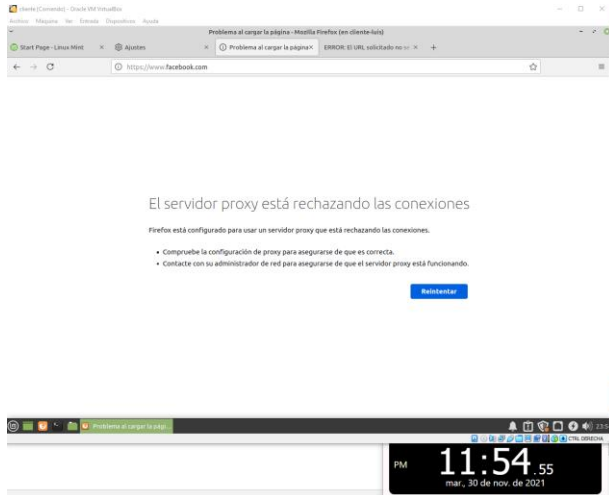 cliente (Corriendo) - Oracle VM VirtualBox
Archivo Máquina Ver Entrada Dispositivos Ayuda
Problema al cargar la página - Mozilla Firefox (en cliente-luis)
Start Page - Linux Mint × Ajustes × Problema al cargar la página × ERROR: El URL solicitado no se × +
https://www.facebook.com
El servidor proxy está rechazando las conexiones
Firefox está configurado para usar un servidor proxy que está rechazando las conexiones.
• Compruebe la configuración de proxy para asegurarse de que es correcta.
• Contacte con su administrador de red para asegurarse de que el servidor proxy está funcionando.
Reintentar
Problema al cargar la pági...
CTRL DERECHA
PM 11:54.55
mar., 30 de nov. de 2021